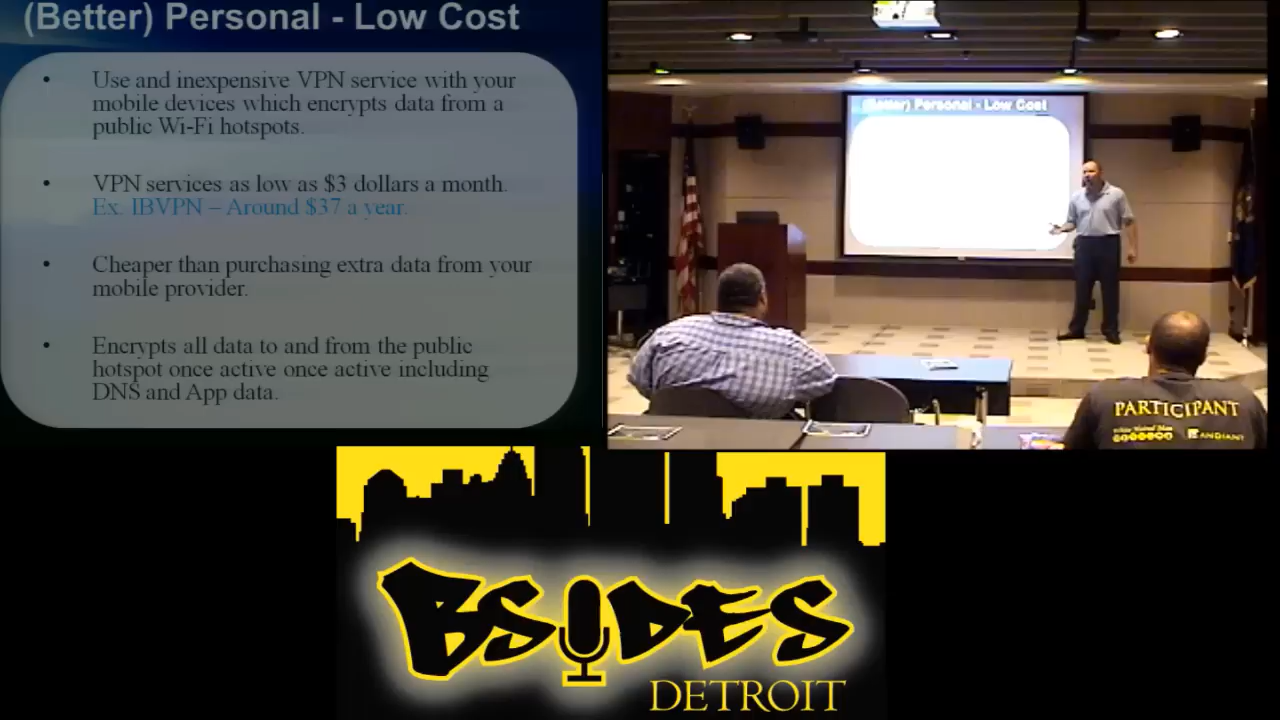 (Better) Personal - Low Cost
• Use and inexpensive VPN service with your
mobile devices which encrypts data from a
public Wi-Fi hotspots.
• VPN services as low as $3 dollars a month.
Ex. IBVPN – Around $37 a year.
• Cheaper than purchasing extra data from your
mobile provider.
• Encrypts all data to and from the public
hotspot once active once active including
DNS and App data.
(Better) Personal - Low Cost
PARTICIPANT
BSIDES
DETROIT